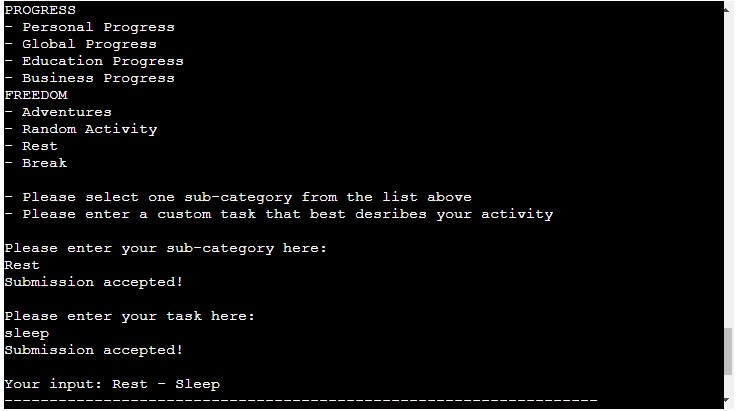 PROGRESS
- Personal Progress
- Global Progress
- Education Progress
- Business Progress
FREEDOM
- Adventures
- Random Activity
- Rest
- Break
- Please select one sub-category from the list above
- Please enter a custom task that best desribes your activity
Please enter your sub-category here:
Rest
Submission accepted!
Please enter your task here:
sleep
Submission accepted!
Your input: Rest - Sleep
------------------------------------------------------------------